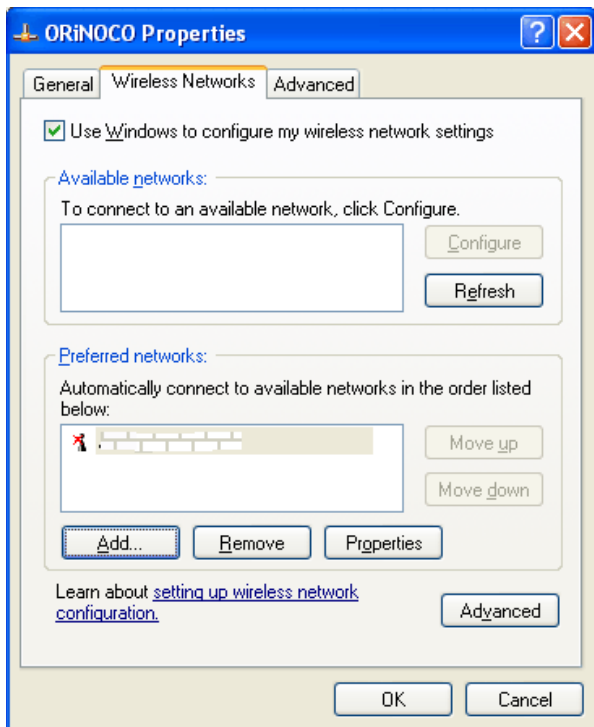 ORiNOCO Properties
General Wireless Networks Advanced
Use Windows to configure my wireless network settings
Available networks:
To connect to an available network, click Configure.
Configure
Refresh
Preferred networks:
Automatically connect to available networks in the order listed
below:
Move up
Move down
Add... Remove Properties
Learn about setting up wireless network
configuration.
Advanced
OK Cancel